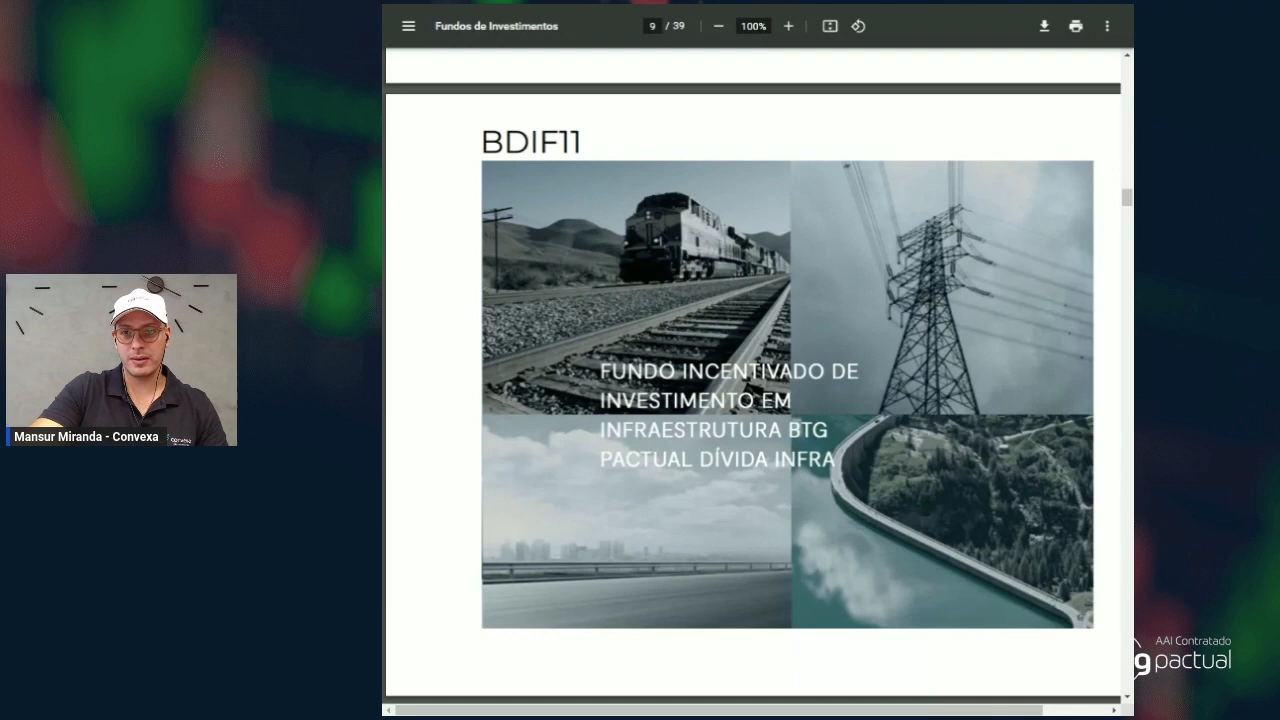 Fundos de Investimentos
9 / 39
100%
BDIF11
FUNDO INCENTIVADO DE
INVESTIMENTO EM
INFRAESTRUTURA BTG
PACTUAL DÍVIDA INFRA
Mansur Miranda - Convexa
convexa
AAI Contratado
g pactual